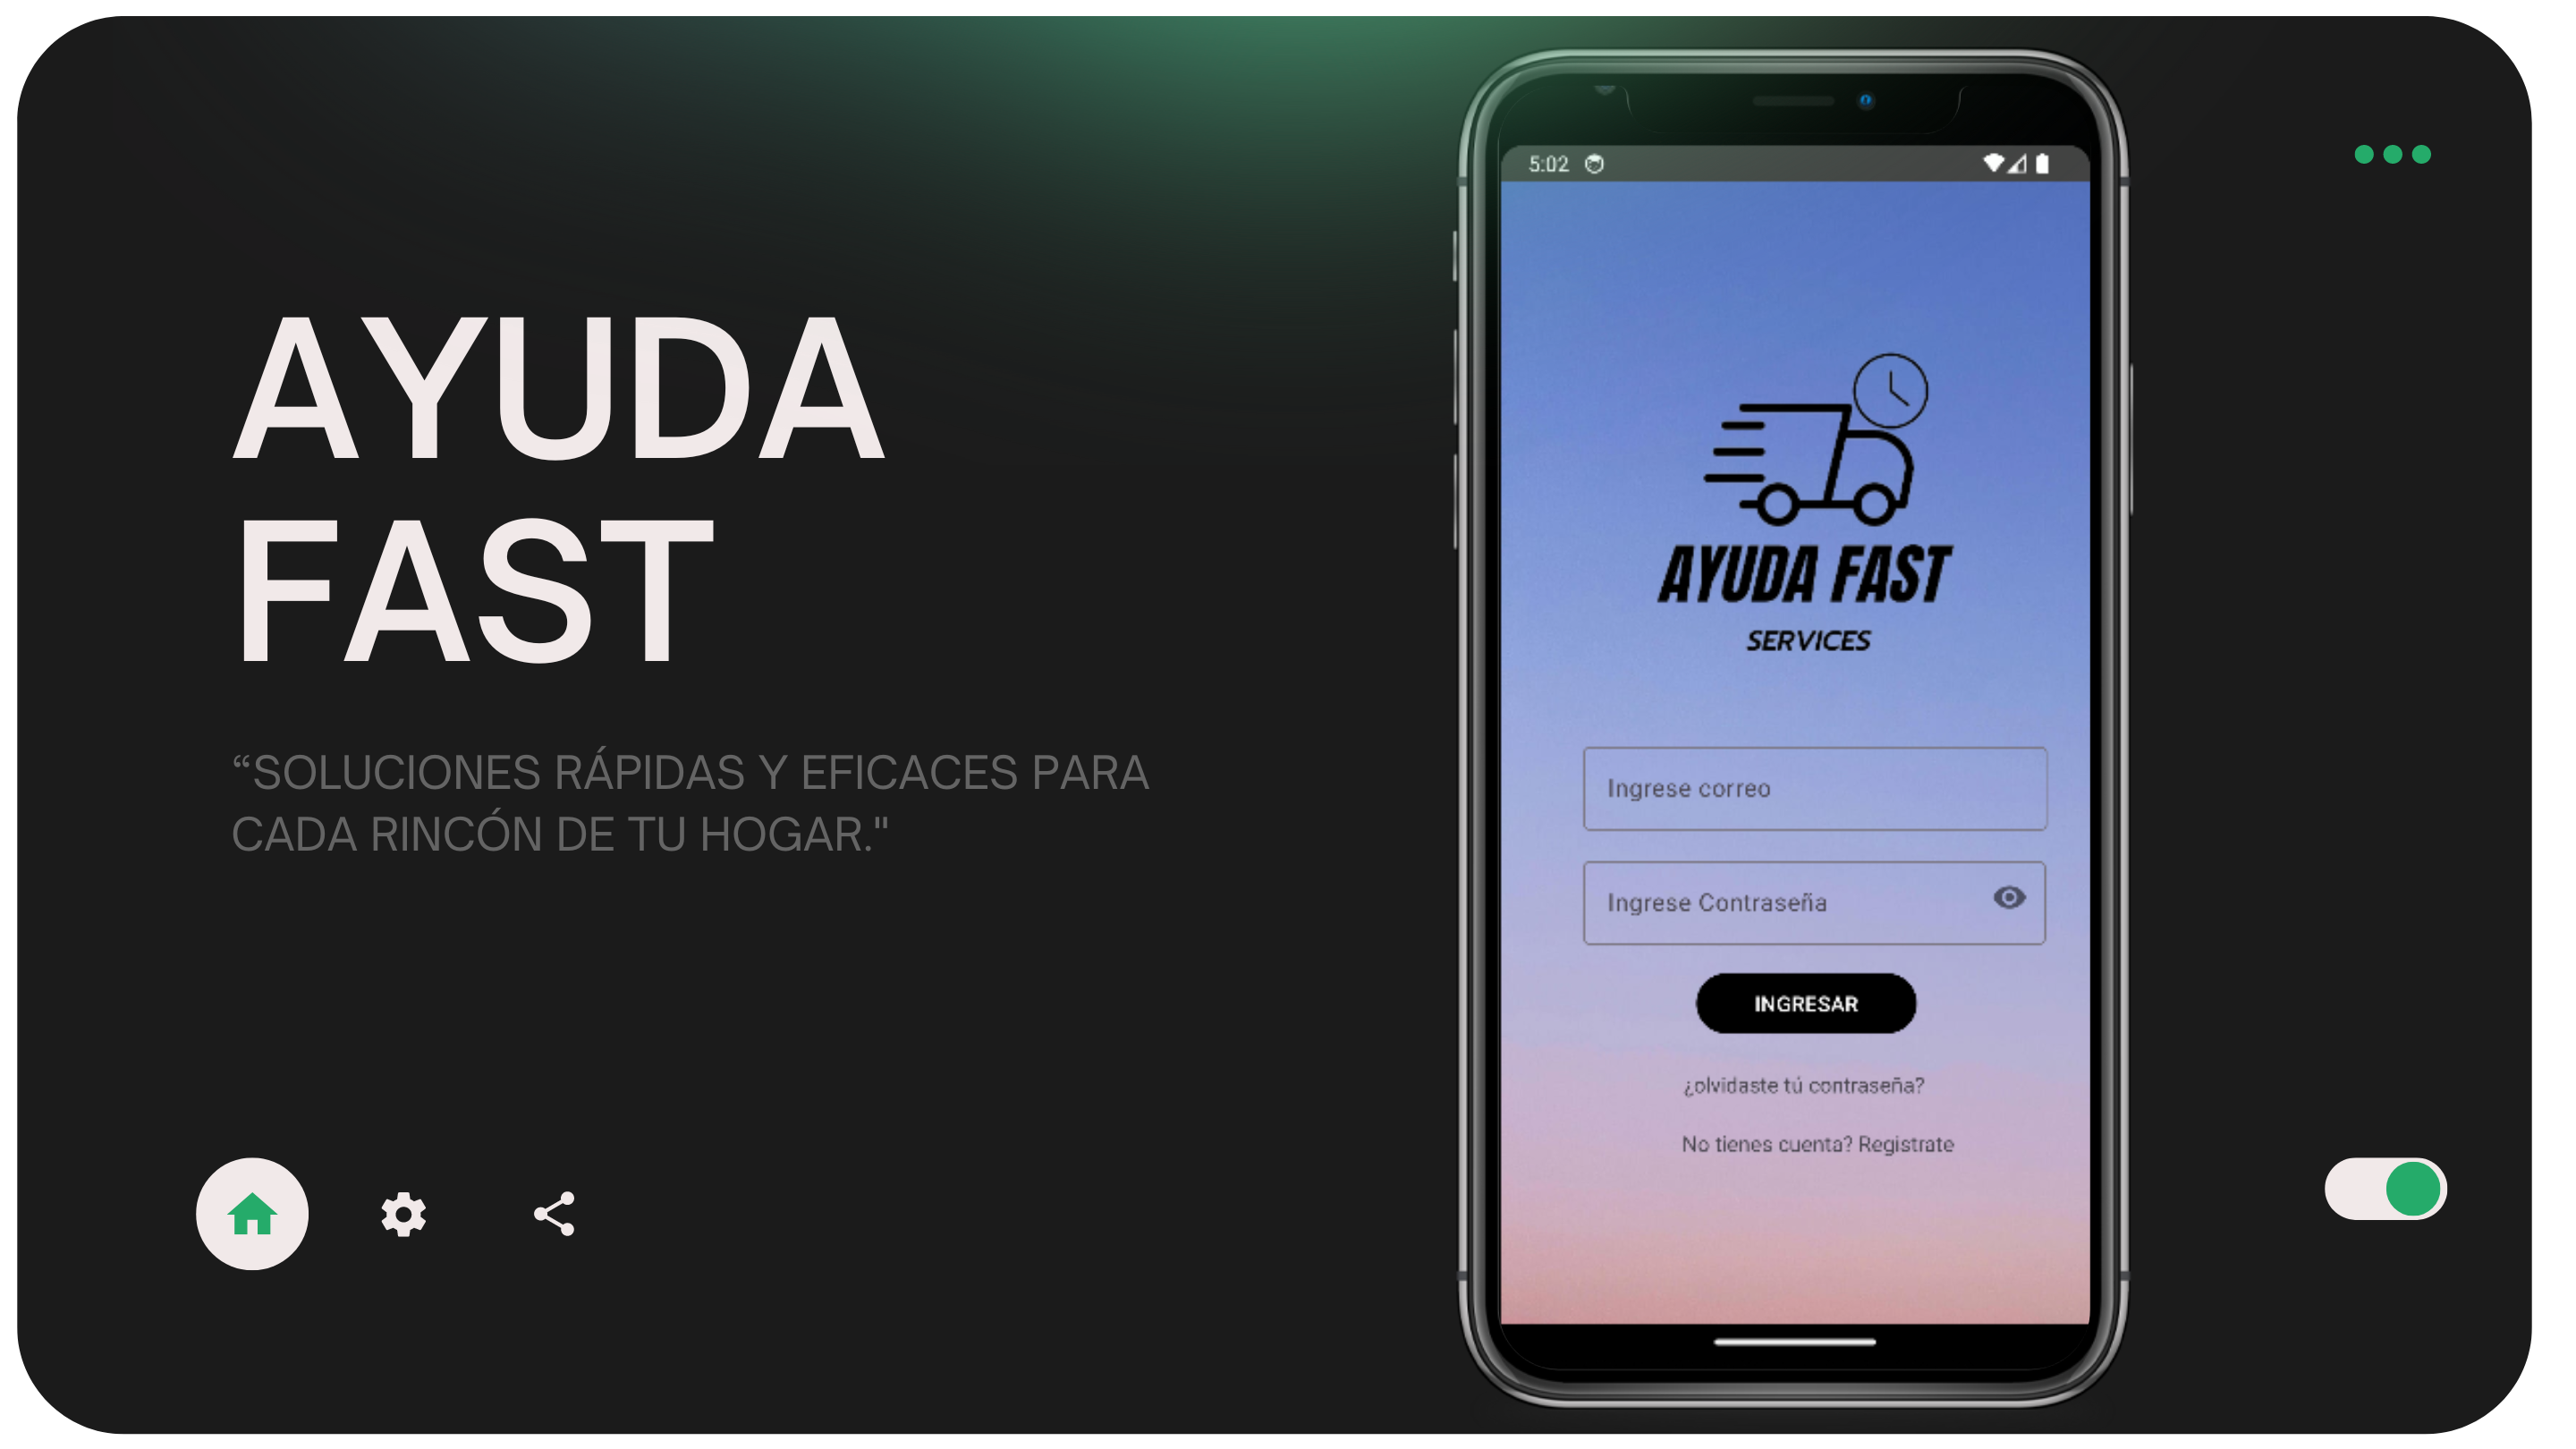 AYUDA
FAST
“SOLUCIONES RÁPIDAS Y EFICACES PARA
CADA RINCÓN DE TU HOGAR."
5:02
AYUDA FAST
SERVICES
Ingrese correo
Ingrese Contraseña
INGRESAR
¿olvidaste tú contraseña?
No tienes cuenta? Registrate